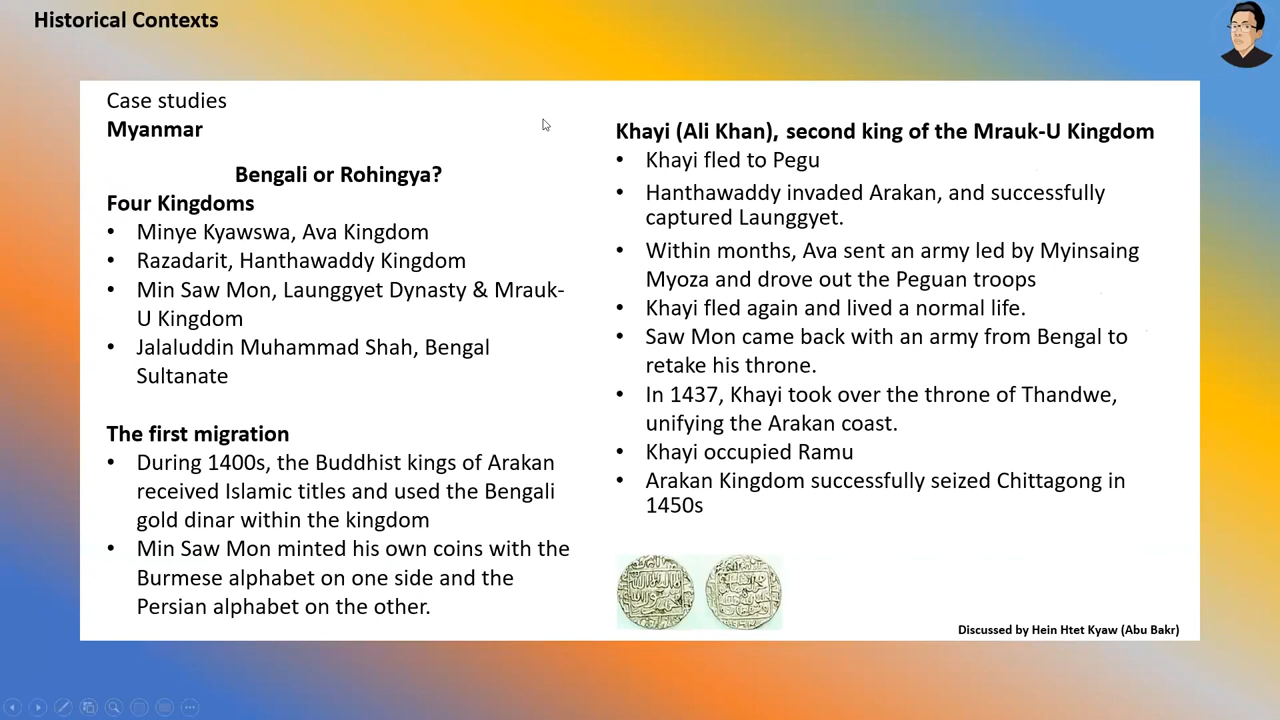 Historical Contexts
Case studies
Myanmar
Bengali or Rohingya?
Four Kingdoms
• Minye Kyawswa, Ava Kingdom
• Razadarit, Hanthawaddy Kingdom
• Min Saw Mon, Launggyet Dynasty & Mrauk-
U Kingdom
• Jalaluddin Muhammad Shah, Bengal
Sultanate
The first migration
• During 1400s, the Buddhist kings of Arakan
received Islamic titles and used the Bengali
gold dinar within the kingdom
• Min Saw Mon minted his own coins with the
Burmese alphabet on one side and the
Persian alphabet on the other.
Khayi (Ali Khan), second king of the Mrauk-U Kingdom
• Khayi fled to Pegu
• Hanthawaddy invaded Arakan, and successfully
captured Launggyet.
• Within months, Ava sent an army led by Myinsaing
Myoza and drove out the Peguan troops
• Khayi fled again and lived a normal life.
• Saw Mon came back with an army from Bengal to
retake his throne.
• In 1437, Khayi took over the throne of Thandwe,
unifying the Arakan coast.
• Khayi occupied Ramu
• Arakan Kingdom successfully seized Chittagong in
1450s
Discussed by Hein Htet Kyaw (Abu Bakr)